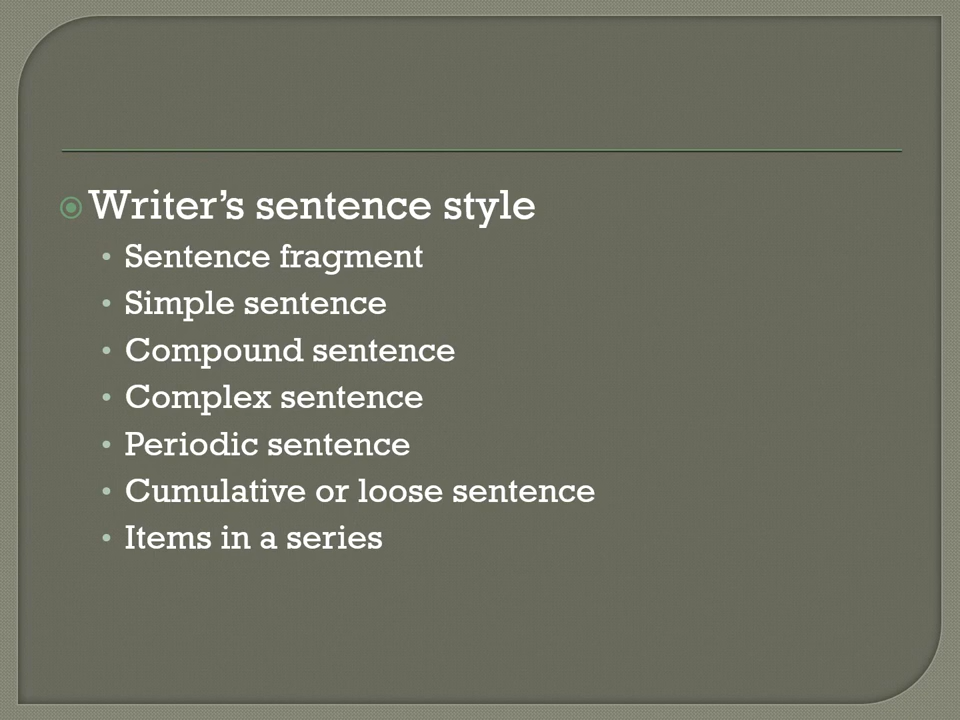 Writer’s sentence style
• Sentence fragment
• Simple sentence
• Compound sentence
• Complex sentence
• Periodic sentence
• Cumulative or loose sentence
• Items in a series